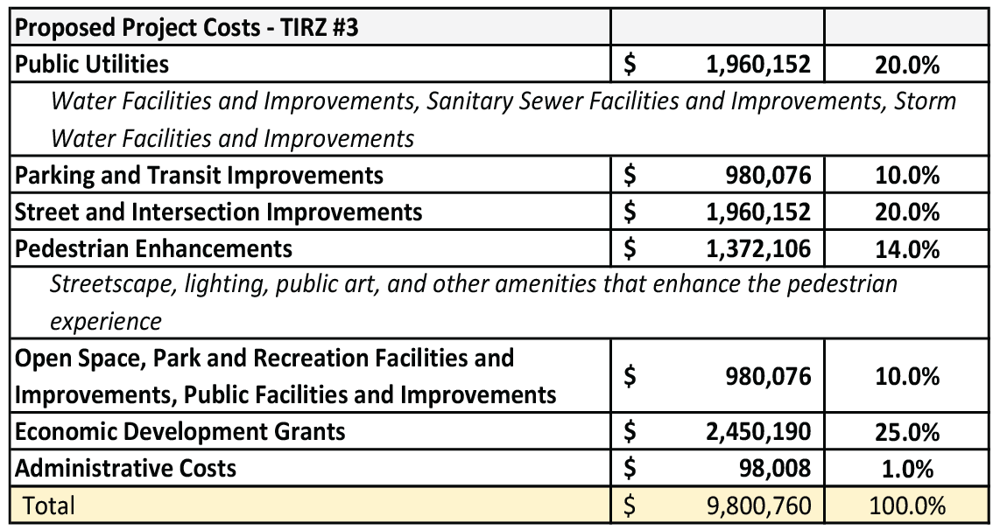 Proposed Project Costs - TIRZ #3
Public Utilities $ 1,960,152 20.0%
Water Facilities and Improvements, Sanitary Sewer Facilities and Improvements, Storm
Water Facilities and Improvements
Parking and Transit Improvements $ 980,076 10.0%
Street and Intersection Improvements $ 1,960,152 20.0%
Pedestrian Enhancements $ 1,372,106 14.0%
Streetscape, lighting, public art, and other amenities that enhance the pedestrian
experience
Open Space, Park and Recreation Facilities and
Improvements, Public Facilities and Improvements $ 980,076 10.0%
Economic Development Grants $ 2,450,190 25.0%
Administrative Costs $ 98,008 1.0%
Total $ 9,800,760 100.0%